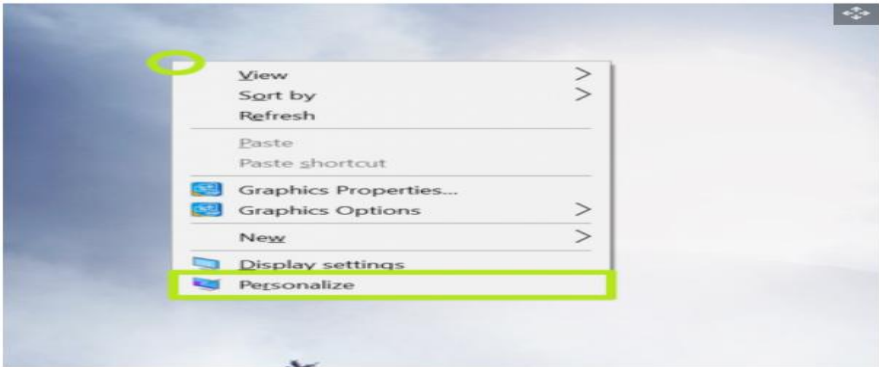 View
Sort by
Refresh
Paste
Paste shortcut
Graphics Properties...
Graphics Options
New
Display settings
Personalize